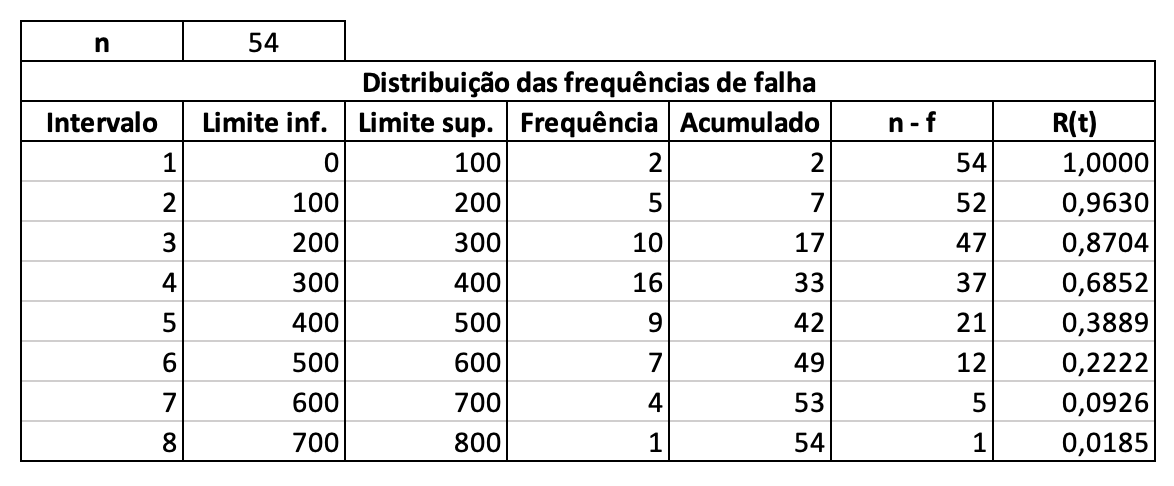 n 54
Distribuição das frequências de falha
Intervalo Limite inf. Limite sup. Frequência Acumulado n - f R(t)
1 0 100 2 2 54 1,0000
2 100 200 5 7 52 0,9630
3 200 300 10 17 47 0,8704
4 300 400 16 33 37 0,6852
5 400 500 9 42 21 0,3889
6 500 600 7 49 12 0,2222
7 600 700 4 53 5 0,0926
8 700 800 1 54 1 0,0185